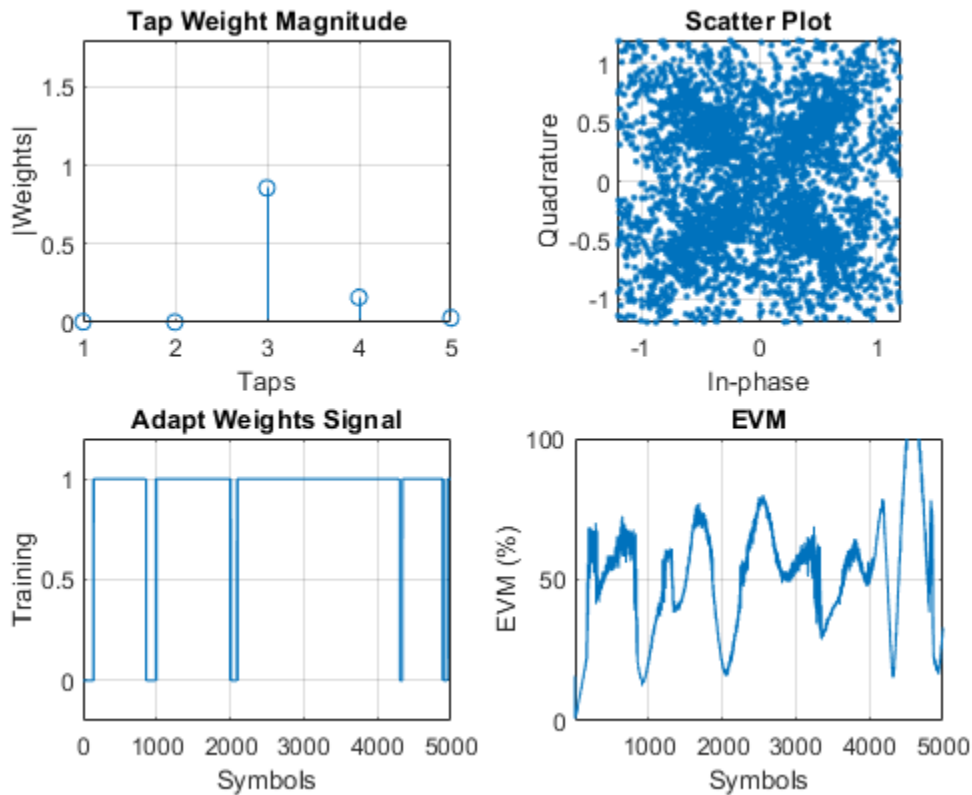 Tap Weight Magnitude
|Weights|
1.5
1
0.5
0
1 2 3 4 5
Taps
Scatter Plot
Quadrature
1
0.5
0
-0.5
-1
-1 0 1
In-phase
Adapt Weights Signal
Training
1
0.5
0
0 1000 2000 3000 4000 5000
Symbols
EVM
EVM (%)
100
50
0
1000 2000 3000 4000 5000
Symbols